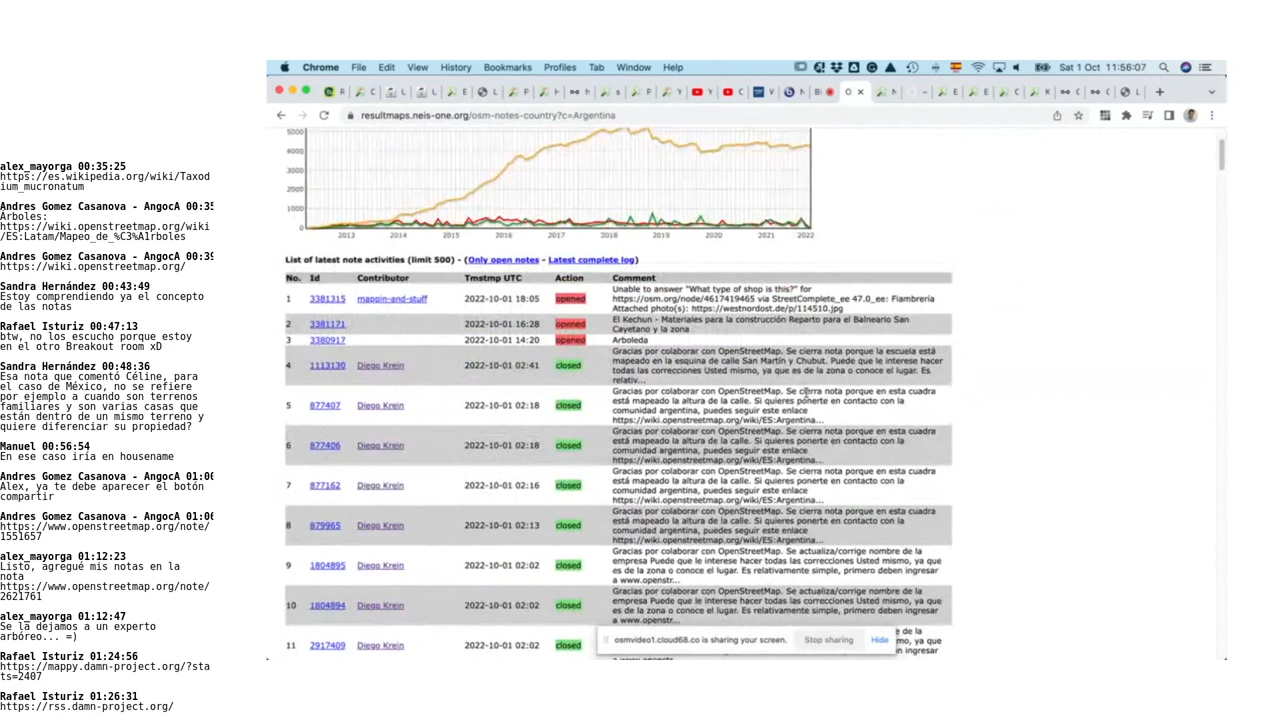 alex_mayorga 00:35:25
https://es.wikipedia.org/wiki/Taxod
ium_mucronatum
Andres Gomez Casanova - AngocA 00:35
Arboles:
https://wiki.openstreetmap.org/wiki
/ES:Latam/Mapeo_de_%C3%A1rboles
Andres Gomez Casanova - AngocA 00:39
https://wiki.openstreetmap.org/
Sandra Hernández 00:43:49
Estoy comprendiendo ya el concepto
de las notas
Rafael Isturiz 00:47:13
btw, no los escucho porque estoy
en el otro Breakout room xD
Sandra Hernández 00:48:36
Esa nota que comentó Céline, para
el caso de México, no se refiere
por ejemplo a cuando son terrenos
familiares y son varias casas que
están dentro de un mismo terreno y
quiere diferenciar su propiedad?
Manuel 00:56:54
En ese caso iría en housename
Andres Gomez Casanova - AngocA 01:06
Alex, ya te debe aparecer el botón
compartir
Andres Gomez Casanova - AngocA 01:06
https://www.openstreetmap.org/note/
1551657
alex_mayorga 01:12:23
Listo, agregué mis notas en la
nota
https://www.openstreetmap.org/note/
2621761
alex_mayorga 01:12:47
Se la dejamos a un experto
arbóreo... =)
Rafael Isturiz 01:24:56
https://mappy.damn-project.org/?sta
ts=2407
Rafael Isturiz 01:26:31
https://rss.damn-project.org/
Chrome File Edit View History Bookmarks Profiles Tab Window Help Sat 1 Oct 11:56:07
resultmaps.neis-one.org/osm-notes-country?c=Argentina
5000
4000
3000
2000
1000
0
2013 2014 2015 2016 2017 2018 2019 2020 2021 2022
List of latest note activities (limit 500) - (Only open notes - Latest complete log)
No. Id Contributor Tmstmp UTC Action Comment
1 3381315 mappin-and-stuff 2022-10-01 18:05 opened Unable to answer "What type of shop is this?" for
https://osm.org/node/4617419465 via StreetComplete_ee 47.0_ee: Fiambrería
Attached photo(s): https://westnordost.de/p/114510.jpg
2 3381171 2022-10-01 16:28 opened El Kechun - Materiales para la construcción Reparto para el Balneario San
Cayetano y la zona
3 3380917 2022-10-01 14:20 opened Arboleda
4 1113130 Diego Krein 2022-10-01 02:41 closed Gracias por colaborar con OpenStreetMap. Se cierra nota porque la escuela está
mapeado en la esquina de calle San Martín y Chubut. Puede que le interese hacer
todas las correcciones Usted mismo, ya que es de la zona o conoce el lugar. Es
relativ...
5 877407 Diego Krein 2022-10-01 02:18 closed Gracias por colaborar con OpenStreetMap. Se cierra nota porque en esta cuadra
está mapeado la altura de la calle. Si quieres ponerte en contacto con la
comunidad argentina, puedes seguir este enlace
https://wiki.openstreetmap.org/wiki/ES:Argentina...
6 877406 Diego Krein 2022-10-01 02:18 closed Gracias por colaborar con OpenStreetMap. Se cierra nota porque en esta cuadra
está mapeado la altura de la calle. Si quieres ponerte en contacto con la
comunidad argentina, puedes seguir este enlace
https://wiki.openstreetmap.org/wiki/ES:Argentina...
7 877162 Diego Krein 2022-10-01 02:16 closed Gracias por colaborar con OpenStreetMap. Se cierra nota porque en esta cuadra
está mapeado la altura de la calle. Si quieres ponerte en contacto con la
comunidad argentina, puedes seguir este enlace
https://wiki.openstreetmap.org/wiki/ES:Argentina...
8 879965 Diego Krein 2022-10-01 02:13 closed Gracias por colaborar con OpenStreetMap. Se cierra nota porque en esta cuadra
está mapeado la altura de la calle. Si quieres ponerte en contacto con la
comunidad argentina, puedes seguir este enlace
https://wiki.openstreetmap.org/wiki/ES:Argentina...
9 1804895 Diego Krein 2022-10-01 02:02 closed Gracias por colaborar con OpenStreetMap. Se actualiza/corrige nombre de la
empresa Puede que le interese hacer todas las correcciones Usted mismo, ya que
es de la zona o conoce el lugar. Es relativamente simple, primero deben ingresar
a www.openstr...
10 1804894 Diego Krein 2022-10-01 02:02 closed Gracias por colaborar con OpenStreetMap. Se actualiza/corrige nombre de la
empresa Puede que le interese hacer todas las correcciones Usted mismo, ya que
es de la zona o conoce el lugar. Es relativamente simple, primero deben ingresar
a www.openstr...
11 2917409 Diego Krein 2022-10-01 02:02 closed
e de la
mo, ya que
n ingresar
osmvideo1.cloud68.co is sharing your screen. Stop sharing Hide